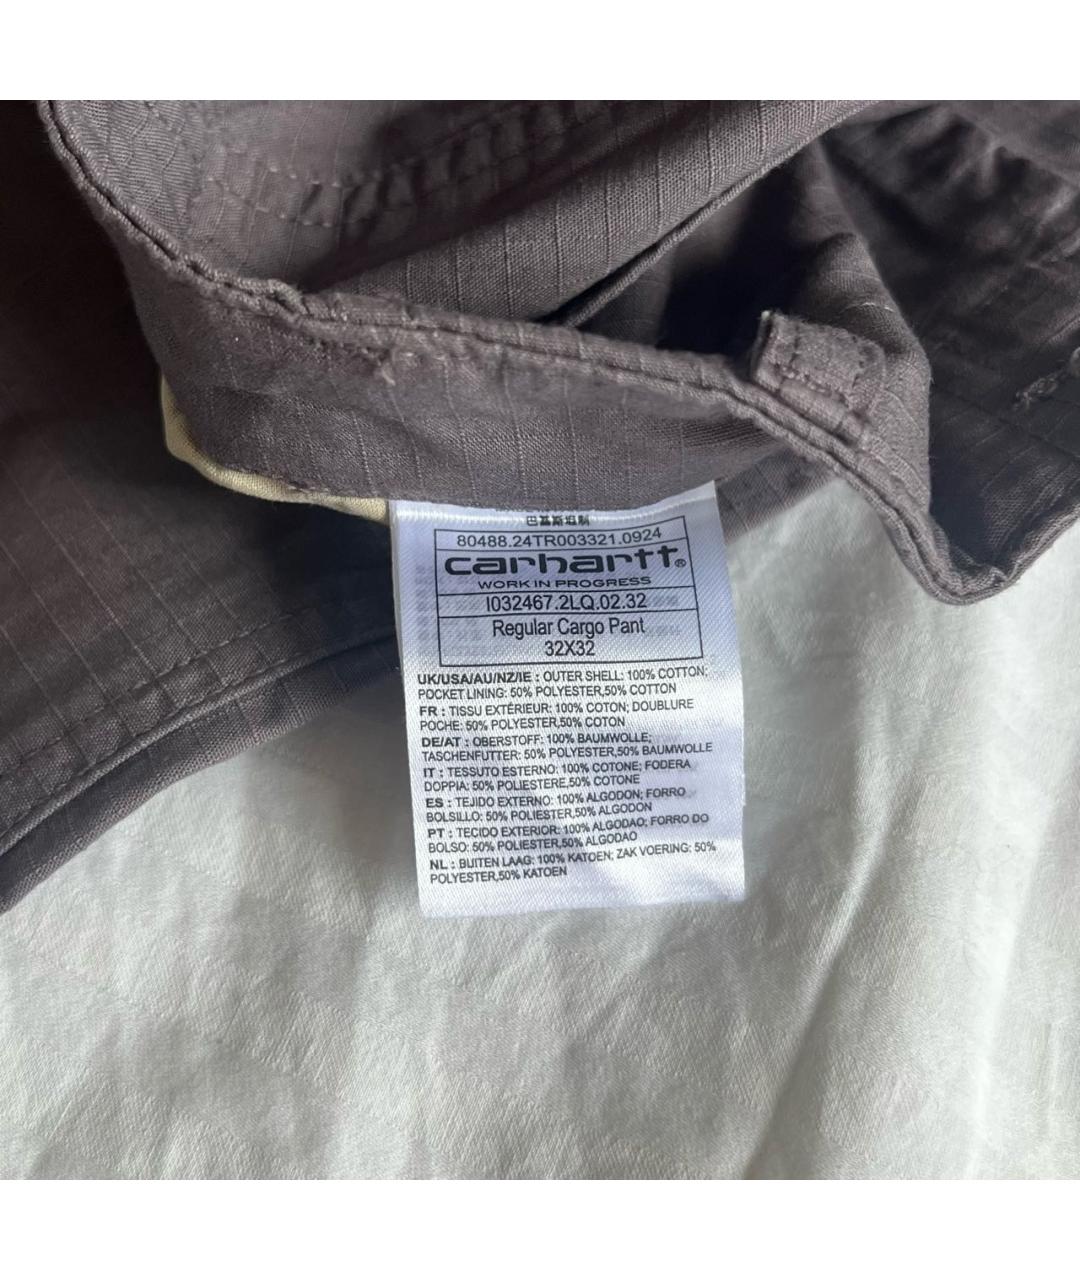 巴基斯坦制
80488.24TR003321.0924
carhartt®
WORK IN PROGRESS
I032467.2LQ.02.32
Regular Cargo Pant
32X32
UK/USA/AU/NZ/IE : OUTER SHELL: 100% COTTON;
POCKET LINING: 50% POLYESTER,50% COTTON
FR : TISSU EXTÉRIEUR: 100% COTON; DOUBLURE
POCHE: 50% POLYESTER,50% COTON
DE/AT : OBERSTOFF: 100% BAUMWOLLE;
TASCHENFUTTER: 50% POLYESTER,50% BAUMWOLLE
IT : TESSUTO ESTERNO: 100% COTONE; FODERA
DOPPIA: 50% POLIESTERE,50% COTONE
ES : TEJIDO EXTERNO: 100% ALGODON; FORRO
BOLSILLO: 50% POLIESTER,50% ALGODON
PT : TECIDO EXTERIOR: 100% ALGODAO; FORRO DO
BOLSO: 50% POLIESTER,50% ALGODAO
NL : BUITEN LAAG: 100% KATOEN; ZAK VOERING: 50%
POLYESTER,50% KATOEN